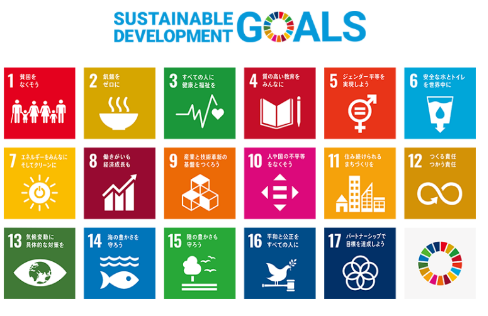 SUSTAINABLE
DEVELOPMENT GOALS
1 貧困を
なくそう
2 飢餓を
ゼロに
3 すべての人に
健康と福祉を
4 質の高い教育を
みんなに
5 ジェンダー平等を
実現しよう
6 安全な水とトイレ
を世界中に
7 エネルギーをみんなに
そしてクリーンに
8 働きがいも
経済成長も
9 産業と技術革新の
基盤をつくろう
10 人や国の不平等
をなくそう
11 住み続けられる
まちづくりを
12 つくる責任
つかう責任
13 気候変動に
具体的な対策を
14 海の豊かさを
守ろう
15 陸の豊かさも
守ろう
16 平和と公正を
すべての人に
17 パートナーシップで
目標を達成しよう